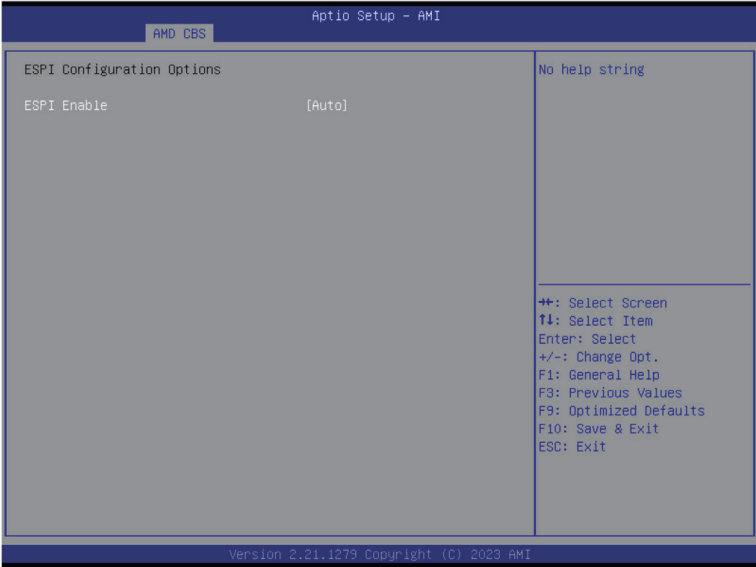 Aptio Setup – AMI
AMD CBS
ESPI Configuration Options
ESPI Enable [Auto]
No help string
→←: Select Screen
↑↓: Select Item
Enter: Select
+/-: Change Opt.
F1: General Help
F3: Previous Values
F9: Optimized Defaults
F10: Save & Exit
ESC: Exit
Version 2.21.1279 Copyright (C) 2023 AMI